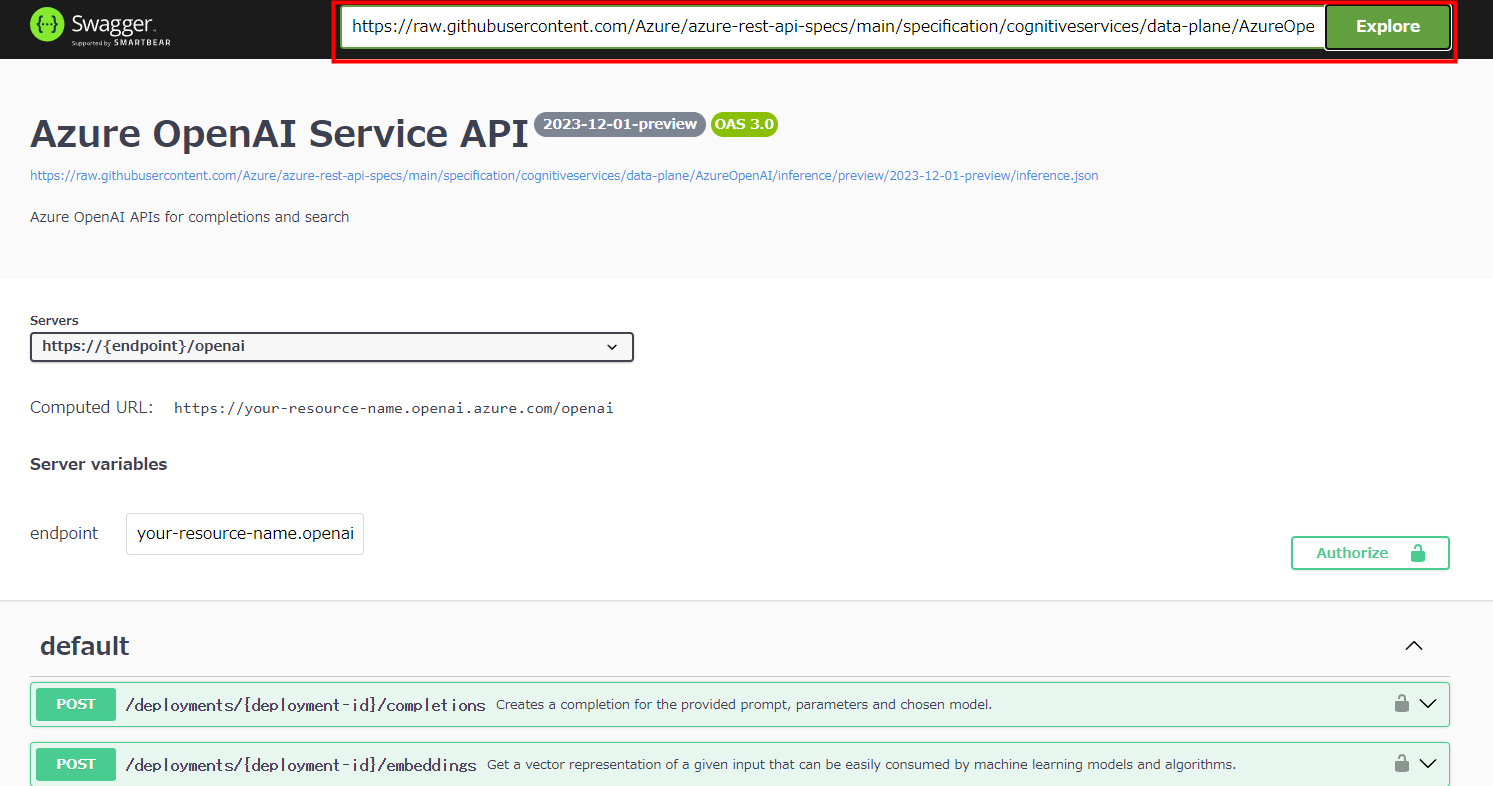 Swagger
Supported by SMARTBEAR
https://raw.githubusercontent.com/Azure/azure-rest-api-specs/main/specification/cognitiveservices/data-plane/AzureOpe
Explore
Azure OpenAI Service API 2023-12-01-preview OAS 3.0
https://raw.githubusercontent.com/Azure/azure-rest-api-specs/main/specification/cognitiveservices/data-plane/AzureOpenAI/inference/preview/2023-12-01-preview/inference.json
Azure OpenAI APIs for completions and search
Servers
https://{endpoint}/openai
Computed URL: https://your-resource-name.openai.azure.com/openai
Server variables
endpoint your-resource-name.openai
Authorize
default
POST /deployments/{deployment-id}/completions Creates a completion for the provided prompt, parameters and chosen model.
POST /deployments/{deployment-id}/embeddings Get a vector representation of a given input that can be easily consumed by machine learning models and algorithms.